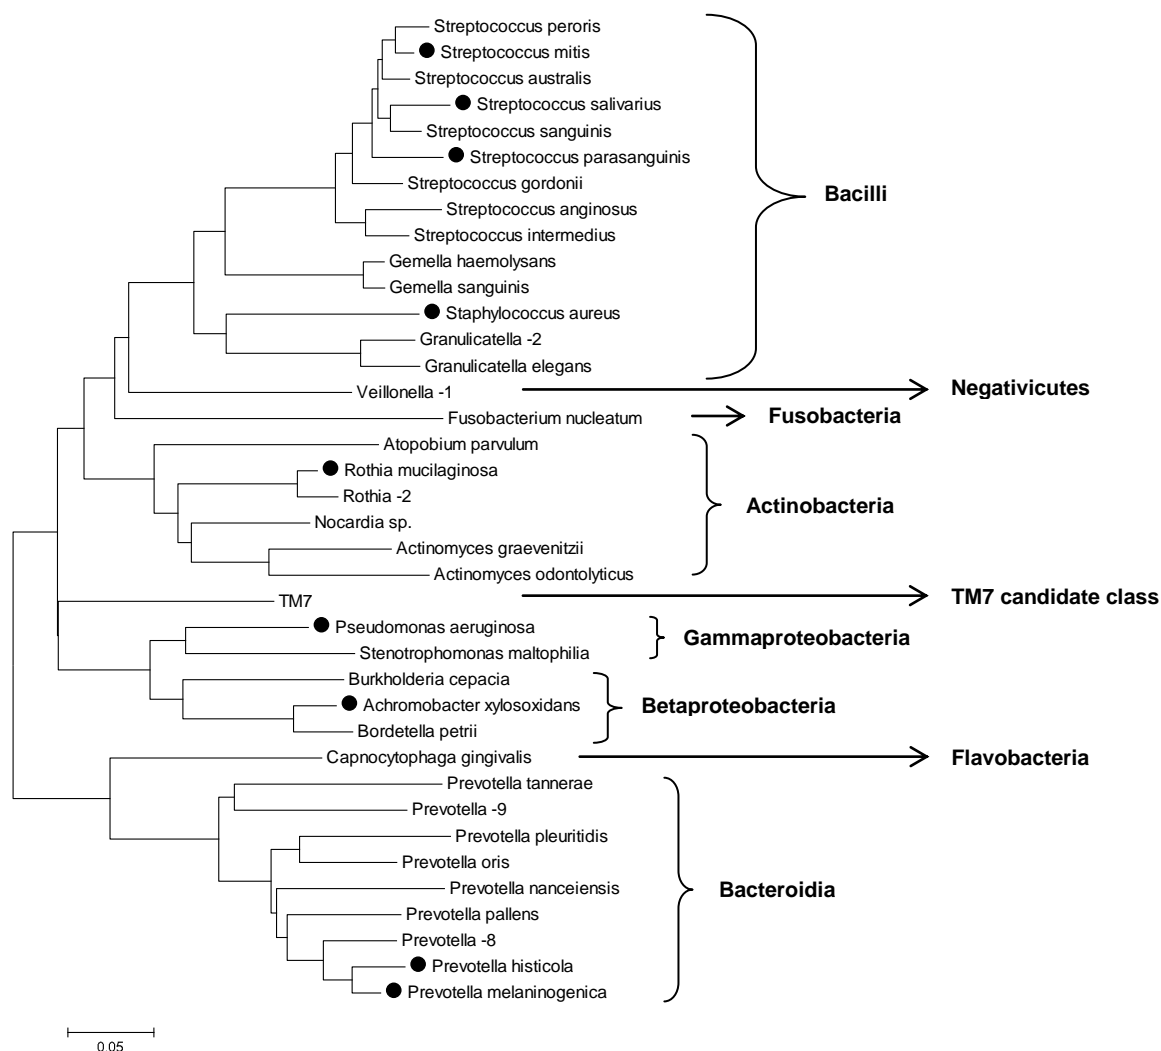 Streptococcus peroris
Streptococcus mitis
Streptococcus australis
Streptococcus salivarius
Streptococcus sanguinis
Streptococcus parasanguinis
Streptococcus gordonii
Streptococcus anginosus
Streptococcus intermedius
Gemella haemolysans
Gemella sanguinis
Staphylococcus aureus
Granulicatella -2
Granulicatella elegans
Bacilli
Veillonella -1
Negativicutes
Fusobacterium nucleatum
Fusobacteria
Atopobium parvulum
Rothia mucilaginosa
Rothia -2
Nocardia sp.
Actinomyces graevenitzii
Actinomyces odontolyticus
Actinobacteria
TM7
TM7 candidate class
Pseudomonas aeruginosa
Stenotrophomonas maltophilia
Gammaproteobacteria
Burkholderia cepacia
Achromobacter xylosoxidans
Bordetella petrii
Betaproteobacteria
Capnocytophaga gingivalis
Flavobacteria
Prevotella tannerae
Prevotella -9
Prevotella pleuritidis
Prevotella oris
Prevotella nanceiensis
Prevotella pallens
Prevotella -8
Prevotella histicola
Prevotella melaninogenica
Bacteroidia
0.05